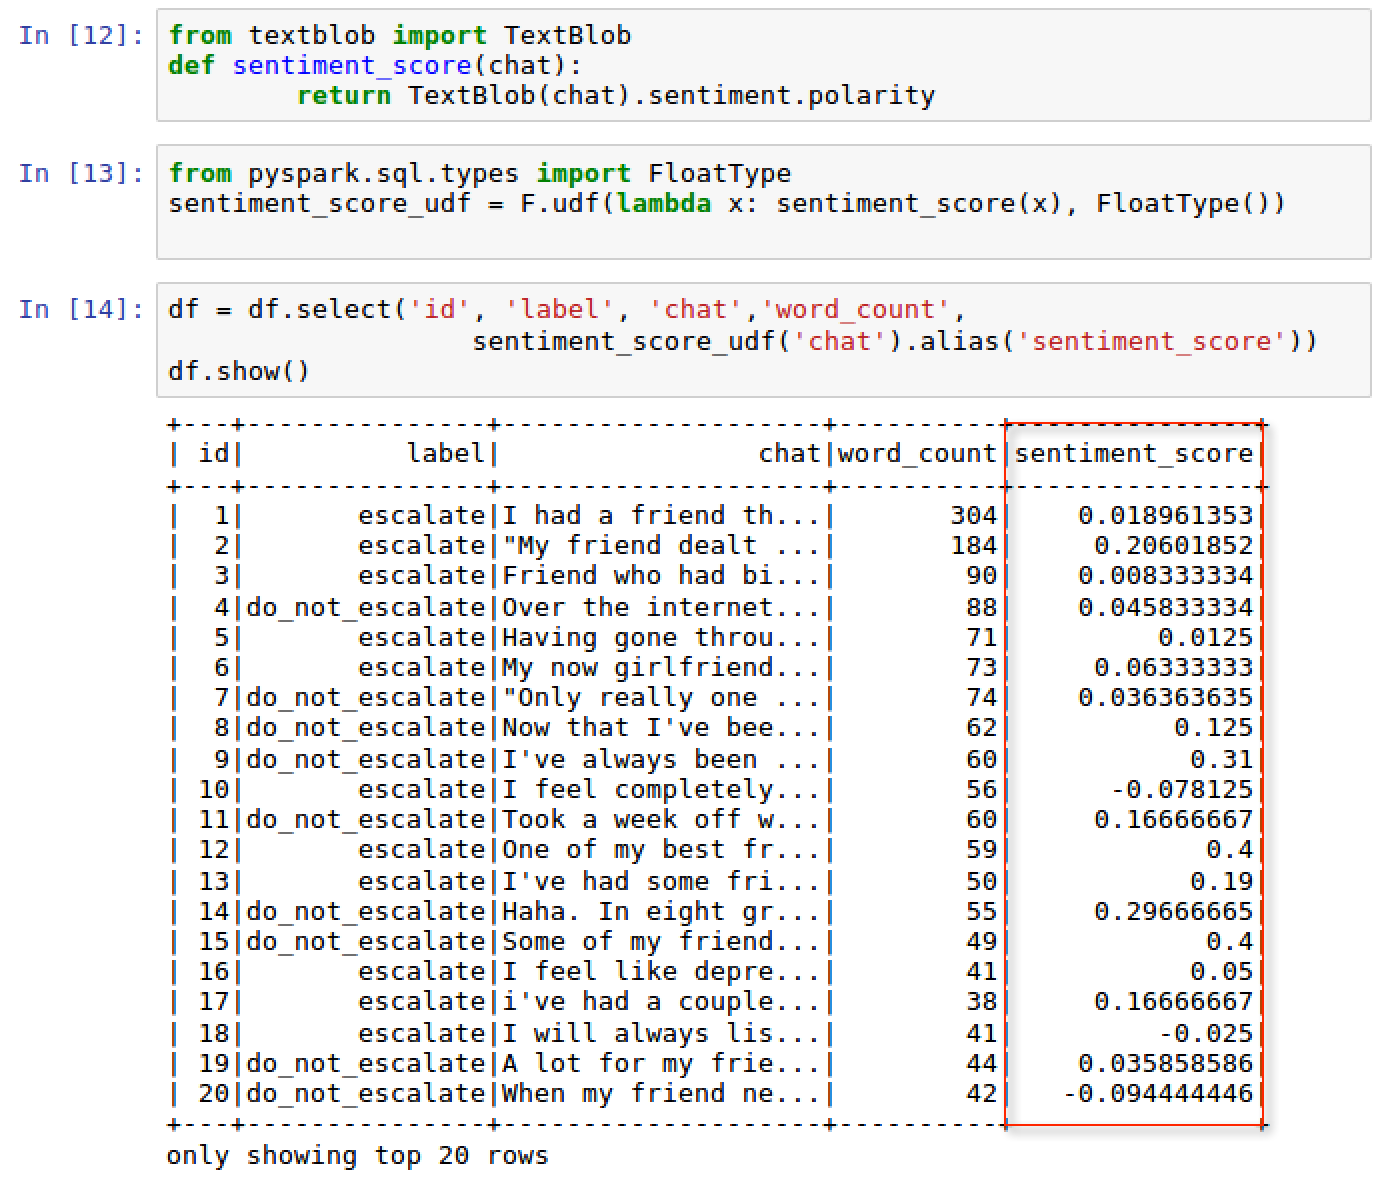 In [12]: from textblob import TextBlob
def sentiment_score(chat):
        return TextBlob(chat).sentiment.polarity
In [13]: from pyspark.sql.types import FloatType
sentiment_score_udf = F.udf(lambda x: sentiment_score(x), FloatType())
In [14]: df = df.select('id', 'label', 'chat','word_count',
                   sentiment_score_udf('chat').alias('sentiment_score'))
df.show()
+---+---------------+--------------------+----------+---------------+
| id|          label|                chat|word_count|sentiment_score|
+---+---------------+--------------------+----------+---------------+
|  1|       escalate|I had a friend th...|       304|    0.018961353|
|  2|       escalate|"My friend dealt ...|       184|     0.20601852|
|  3|       escalate|Friend who had bi...|        90|    0.008333334|
|  4|do_not_escalate|Over the internet...|        88|    0.045833334|
|  5|       escalate|Having gone throu...|        71|         0.0125|
|  6|       escalate|My now girlfriend...|        73|     0.06333333|
|  7|do_not_escalate|"Only really one ...|        74|    0.036363635|
|  8|do_not_escalate|Now that I've bee...|        62|          0.125|
|  9|do_not_escalate|I've always been ...|        60|           0.31|
| 10|       escalate|I feel completely...|        56|      -0.078125|
| 11|do_not_escalate|Took a week off w...|        60|     0.16666667|
| 12|       escalate|One of my best fr...|        59|            0.4|
| 13|       escalate|I've had some fri...|        50|           0.19|
| 14|do_not_escalate|Haha. In eight gr...|        55|     0.29666665|
| 15|do_not_escalate|Some of my friend...|        49|            0.4|
| 16|       escalate|I feel like depre...|        41|           0.05|
| 17|       escalate|i've had a couple...|        38|     0.16666667|
| 18|       escalate|I will always lis...|        41|         -0.025|
| 19|do_not_escalate|A lot for my frie...|        44|    0.035858586|
| 20|do_not_escalate|When my friend ne...|        42|   -0.094444446|
+---+---------------+--------------------+----------+---------------+
only showing top 20 rows